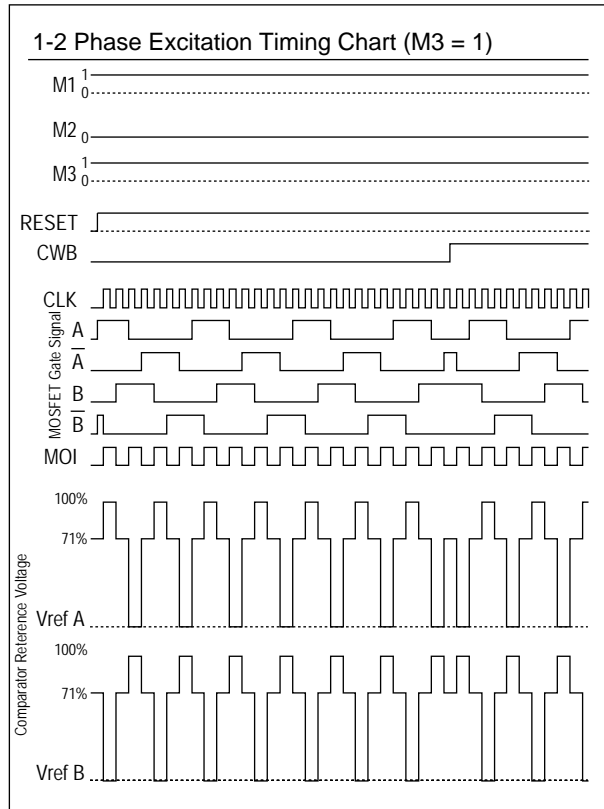 1-2 Phase Excitation Timing Chart (M3 = 1)
M1 1
0
M2 0
M3 1
0
RESET
CWB
CLK
MOSFET Gate Signal
A
A̅
B
B̅
MOI
Comparator Reference Voltage
100%
71%
Vref A
100%
71%
Vref B